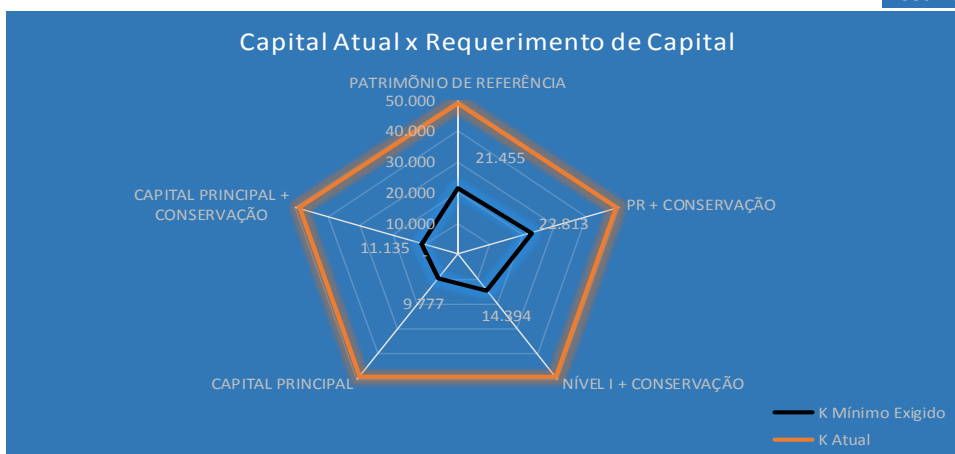 Capital Atual x Requerimento de Capital
PATRIMÕNIO DE REFERÊNCIA
50.000
40.000
30.000
20.000
10.000
-
21.455
CAPITAL PRINCIPAL +
CONSERVAÇÃO
PR + CONSERVAÇÃO
22.813
11.135
9.777
14.394
CAPITAL PRINCIPAL
NÍVEL I + CONSERVAÇÃO
K Mínimo Exigido
K Atual